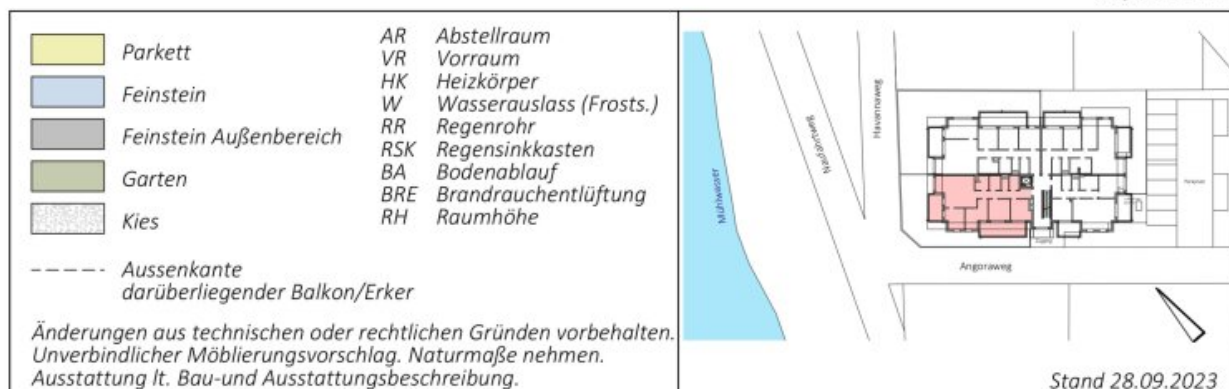 Parkett
Feinstein
Feinstein Außenbereich
Garten
Kies
Aussenkante
darüberliegender Balkon/Erker
AR Abstellraum
VR Vorraum
HK Heizkörper
W Wasserauslass (Frosts.)
RR Regenrohr
RSK Regensinkkasten
BA Bodenablauf
BRE Brandrauchentlüftung
RH Raumhöhe
Änderungen aus technischen oder rechtlichen Gründen vorbehalten.
Unverbindlicher Möblierungsvorschlag. Naturmaße nehmen.
Ausstattung lt. Bau-und Ausstattungsbeschreibung.
Mühlwasser
Naufahrtweg
Havannaweg
Angoraweg
Stand 28.09.2023